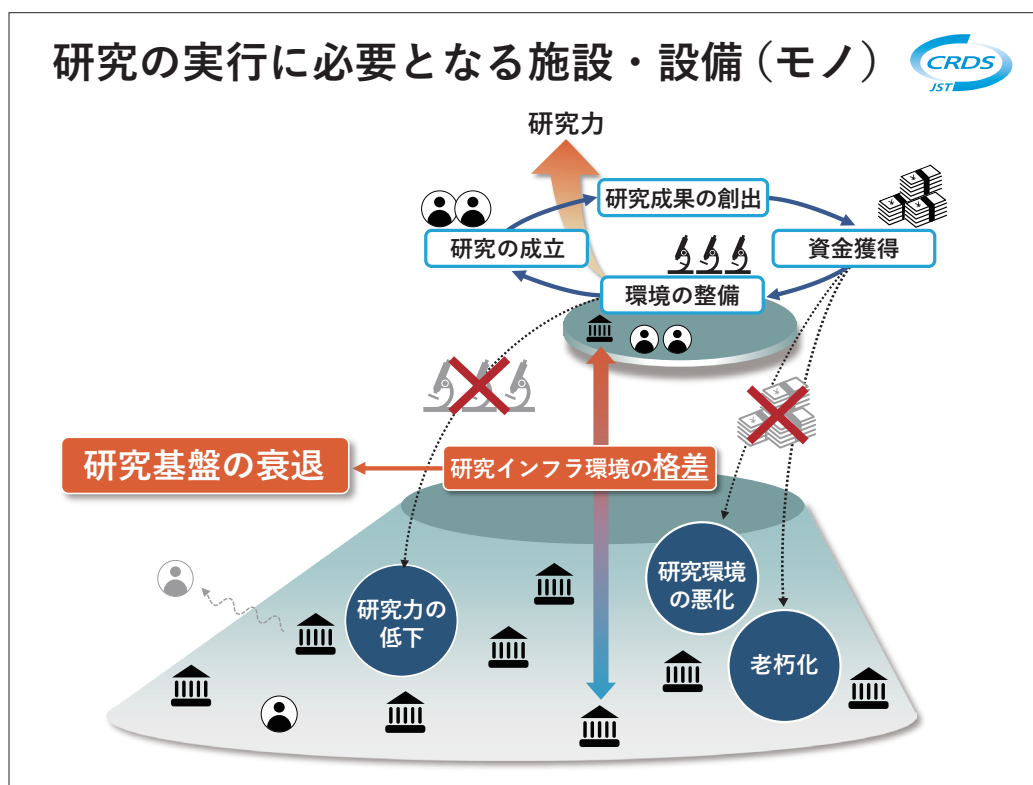 研究の実行に必要となる施設・設備（モノ）
CRDS
JST
研究力
研究成果の創出
研究の成立
資金獲得
環境の整備
研究基盤の衰退
研究インフラ環境の格差
研究環境
の悪化
研究力の
低下
老朽化